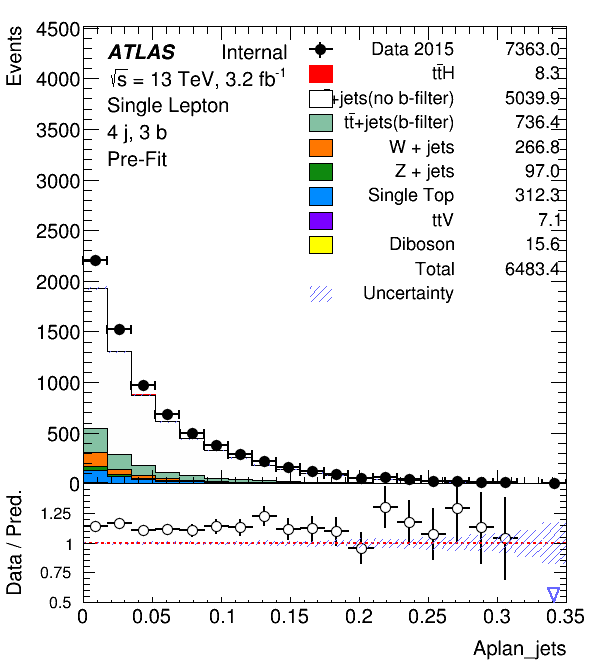 Events
4500
4000
3500
3000
2500
2000
1500
1000
500
0
ATLAS Internal
√s = 13 TeV, 3.2 fb-1
Single Lepton
4 j, 3 b
Pre-Fit
Data 2015 7363.0
tt̄H 8.3
+jets(no b-filter) 5039.9
tt̄+jets(b-filter) 736.4
W + jets 266.8
Z + jets 97.0
Single Top 312.3
ttV 7.1
Diboson 15.6
Total 6483.4
Uncertainty
Data / Pred.
1.25
1
0.75
0.5
0 0.05 0.1 0.15 0.2 0.25 0.3 0.35
Aplan_jets